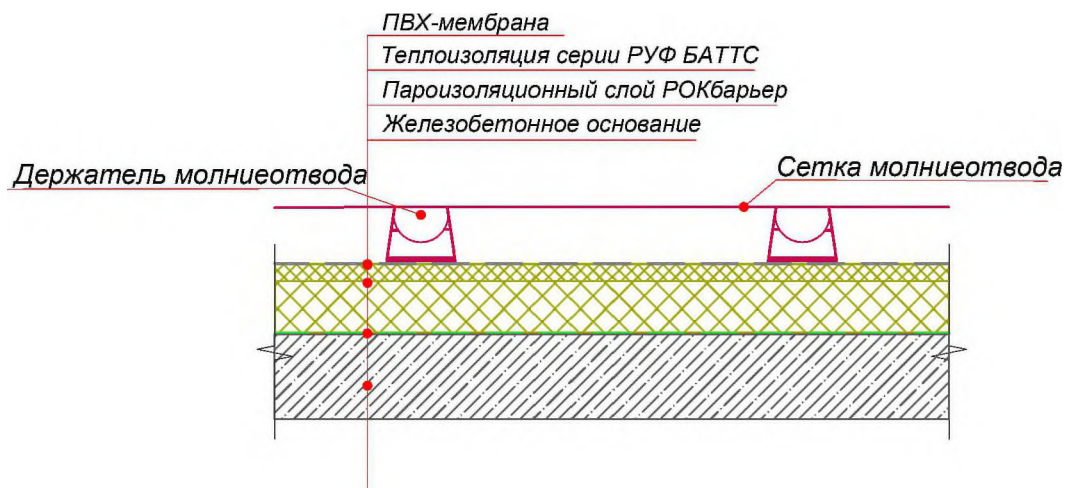 ПВХ-мембрана
Теплоизоляция серии РУФ БАТТС
Пароизоляционный слой РОКбарьер
Железобетонное основание
Держатель молниеотвода
Сетка молниеотвода